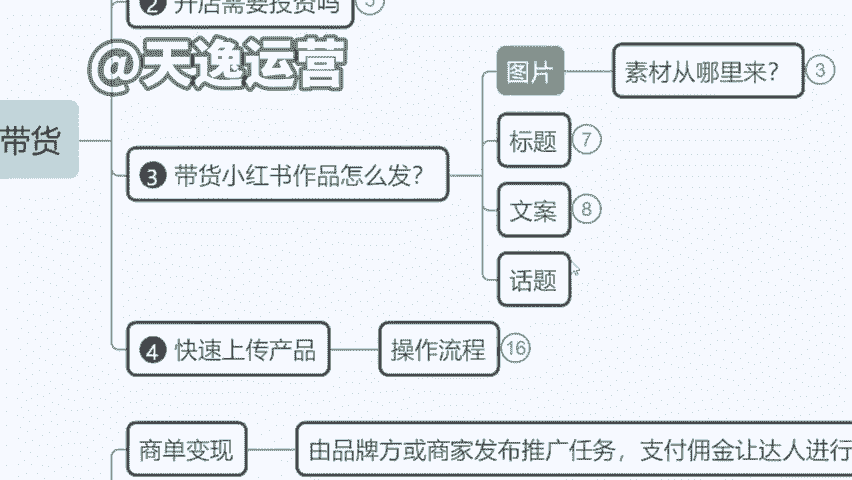 2 开店需要投资吗
5
@天逸运营
图片
素材从哪里来？
3
带货
标题
7
3 带货小红书作品怎么发？
文案
8
话题
4 快速上传产品
操作流程
16
商单变现
由品牌方或商家发布推广任务，支付佣金让达人进行